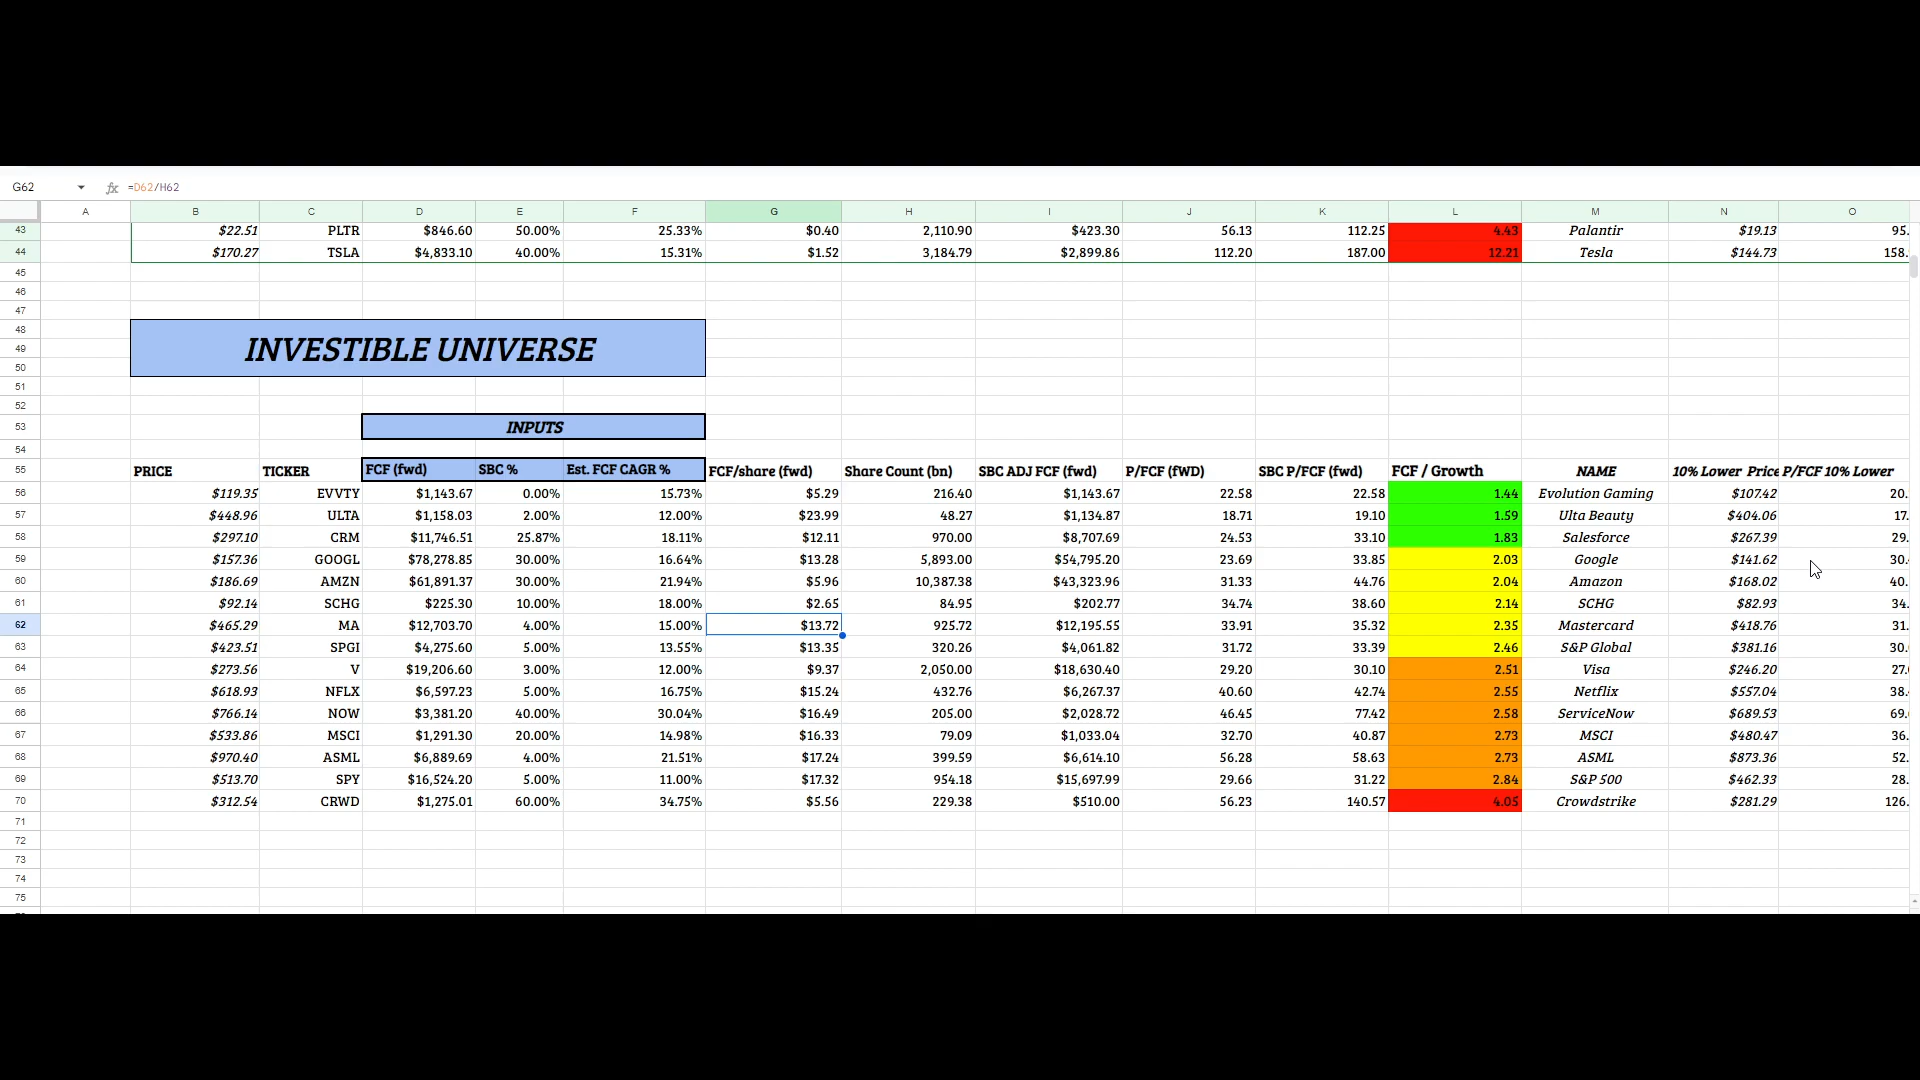 G62 fx =D62/H62
A B C D E F G H I J K L M N O
43 $22.51 PLTR $846.60 50.00% 25.33% $0.40 2,110.90 $423.30 56.13 112.25 4.43 Palantir $19.13 95.
44 $170.27 TSLA $4,833.10 40.00% 15.31% $1.52 3,184.79 $2,899.86 112.20 187.00 12.21 Tesla $144.73 158.
45
46
47
48
49 INVESTIBLE UNIVERSE
50
51
52
53 INPUTS
54
55 PRICE TICKER FCF (fwd) SBC % Est. FCF CAGR % FCF/share (fwd) Share Count (bn) SBC ADJ FCF (fwd) P/FCF (fWD) SBC P/FCF (fwd) FCF / Growth NAME 10% Lower Price P/FCF 10% Lower
56 $119.35 EVVTY $1,143.67 0.00% 15.73% $5.29 216.40 $1,143.67 22.58 22.58 1.44 Evolution Gaming $107.42 20.
57 $448.96 ULTA $1,158.03 2.00% 12.00% $23.99 48.27 $1,134.87 18.71 19.10 1.59 Ulta Beauty $404.06 17.
58 $297.10 CRM $11,746.51 25.87% 18.11% $12.11 970.00 $8,707.69 24.53 33.10 1.83 Salesforce $267.39 29.
59 $157.36 GOOGL $78,278.85 30.00% 16.64% $13.28 5,893.00 $54,795.20 23.69 33.85 2.03 Google $141.62 30.
60 $186.69 AMZN $61,891.37 30.00% 21.94% $5.96 10,387.38 $43,323.96 31.33 44.76 2.04 Amazon $168.02 40.
61 $92.14 SCHG $225.30 10.00% 18.00% $2.65 84.95 $202.77 34.74 38.60 2.14 SCHG $82.93 34.
62 $465.29 MA $12,703.70 4.00% 15.00% $13.72 925.72 $12,195.55 33.91 35.32 2.35 Mastercard $418.76 31.
63 $423.51 SPGI $4,275.60 5.00% 13.55% $13.35 320.26 $4,061.82 31.72 33.39 2.46 S&P Global $381.16 30.
64 $273.56 V $19,206.60 3.00% 12.00% $9.37 2,050.00 $18,630.40 29.20 30.10 2.51 Visa $246.20 27.
65 $618.93 NFLX $6,597.23 5.00% 16.75% $15.24 432.76 $6,267.37 40.60 42.74 2.55 Netflix $557.04 38.
66 $766.14 NOW $3,381.20 40.00% 30.04% $16.49 205.00 $2,028.72 46.45 77.42 2.58 ServiceNow $689.53 69.
67 $533.86 MSCI $1,291.30 20.00% 14.98% $16.33 79.09 $1,033.04 32.70 40.87 2.73 MSCI $480.47 36.
68 $970.40 ASML $6,889.69 4.00% 21.51% $17.24 399.59 $6,614.10 56.28 58.63 2.73 ASML $873.36 52.
69 $513.70 SPY $16,524.20 5.00% 11.00% $17.32 954.18 $15,697.99 29.66 31.22 2.84 S&P 500 $462.33 28.
70 $312.54 CRWD $1,275.01 60.00% 34.75% $5.56 229.38 $510.00 56.23 140.57 4.05 Crowdstrike $281.29 126.
71
72
73
74
75